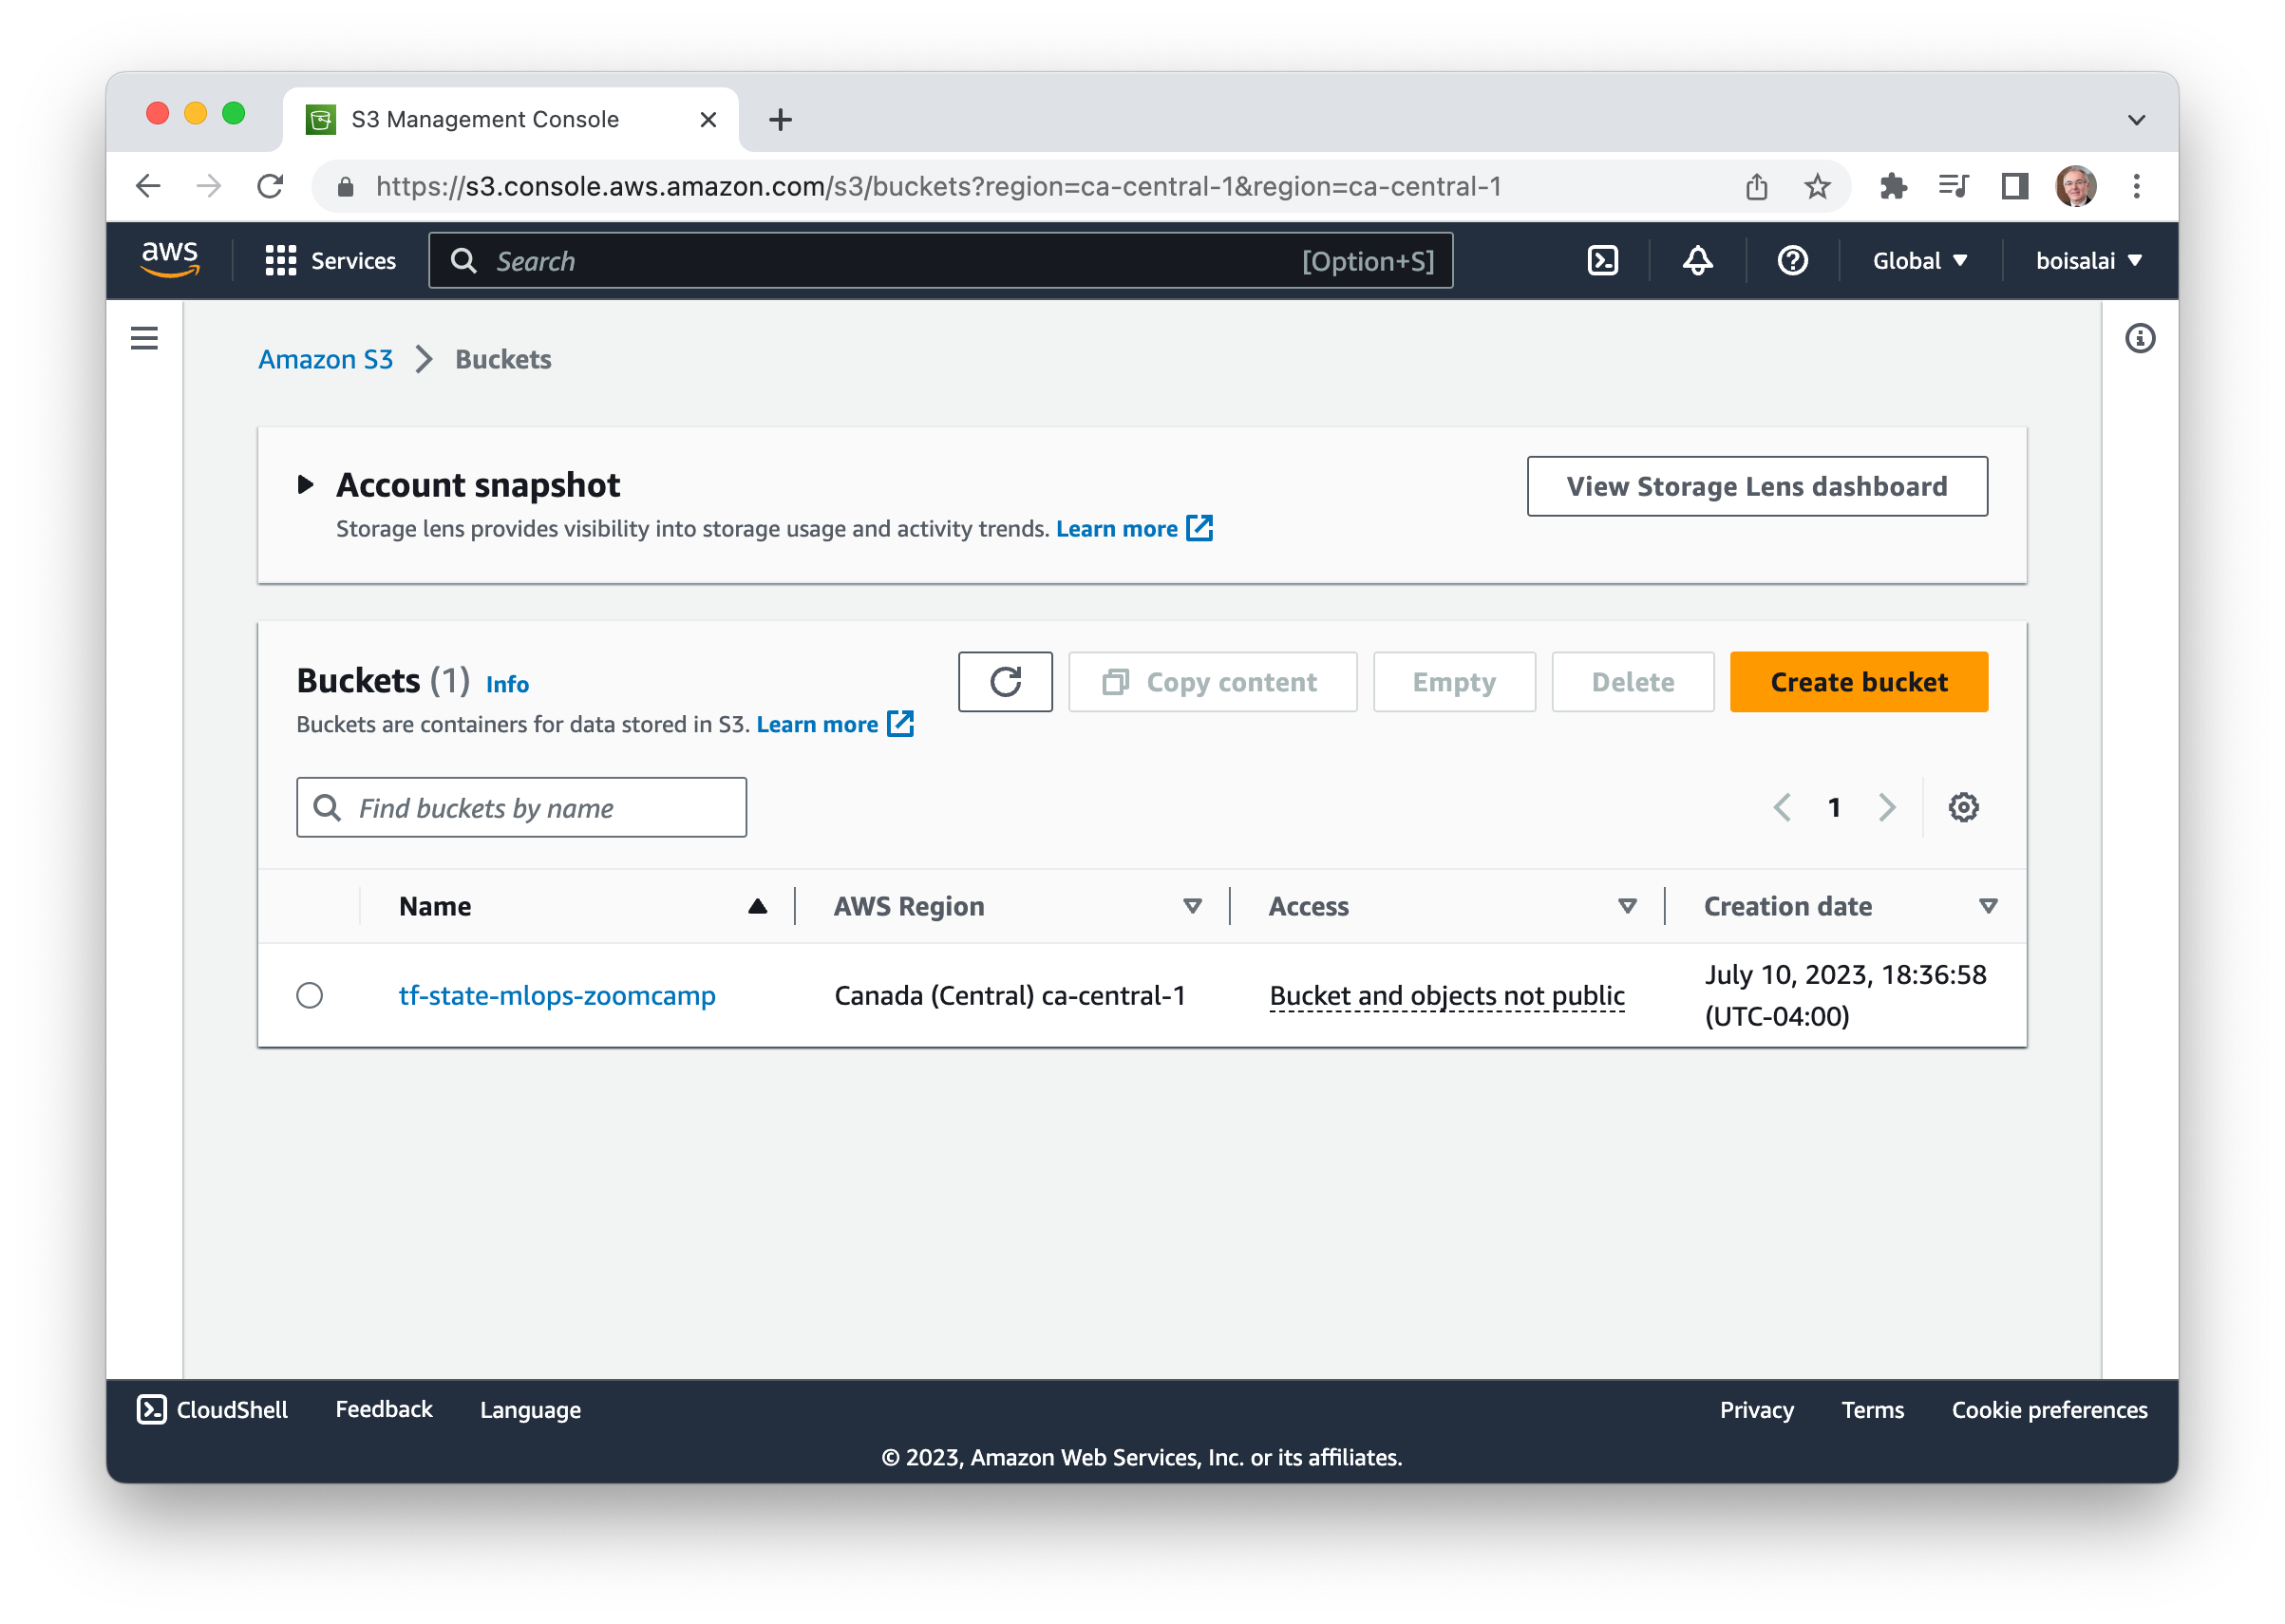 S3 Management Console
https://s3.console.aws.amazon.com/s3/buckets?region=ca-central-1&region=ca-central-1
aws Services Search [Option+S] Global boisalai
Amazon S3 Buckets
Account snapshot
View Storage Lens dashboard
Storage lens provides visibility into storage usage and activity trends. Learn more
Buckets (1) Info
Copy content Empty Delete Create bucket
Buckets are containers for data stored in S3. Learn more
Find buckets by name
1
Name AWS Region Access Creation date
tf-state-mlops-zoomcamp Canada (Central) ca-central-1 Bucket and objects not public July 10, 2023, 18:36:58
(UTC-04:00)
CloudShell Feedback Language Privacy Terms Cookie preferences
© 2023, Amazon Web Services, Inc. or its affiliates.